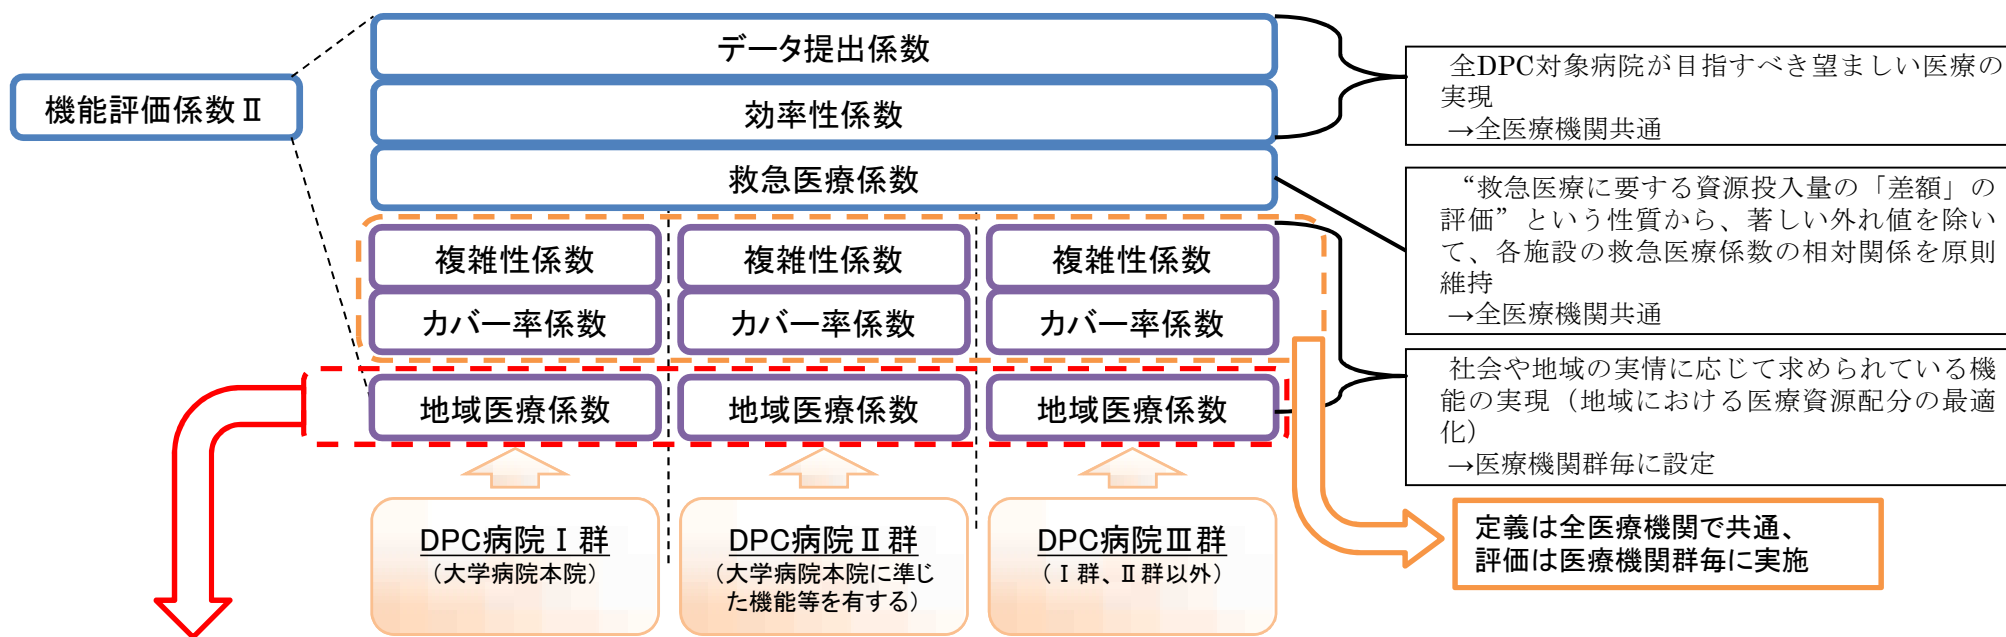 機能評価係数Ⅱ
データ提出係数
効率性係数
救急医療係数
複雑性係数
複雑性係数
複雑性係数
カバー率係数
カバー率係数
カバー率係数
地域医療係数
地域医療係数
地域医療係数
DPC病院Ⅰ群
(大学病院本院)
DPC病院Ⅱ群
(大学病院本院に準じ
た機能等を有する)
DPC病院Ⅲ群
(Ⅰ群、Ⅱ群以外)
全DPC対象病院が目指すべき望ましい医療の
実現
→全医療機関共通
“救急医療に要する資源投入量の「差額」の
評価”という性質から、著しい外れ値を除い
て、各施設の救急医療係数の相対関係を原則
維持
→全医療機関共通
社会や地域の実情に応じて求められている機
能の実現（地域における医療資源配分の最適
化）
→医療機関群毎に設定
定義は全医療機関で共通、
評価は医療機関群毎に実施